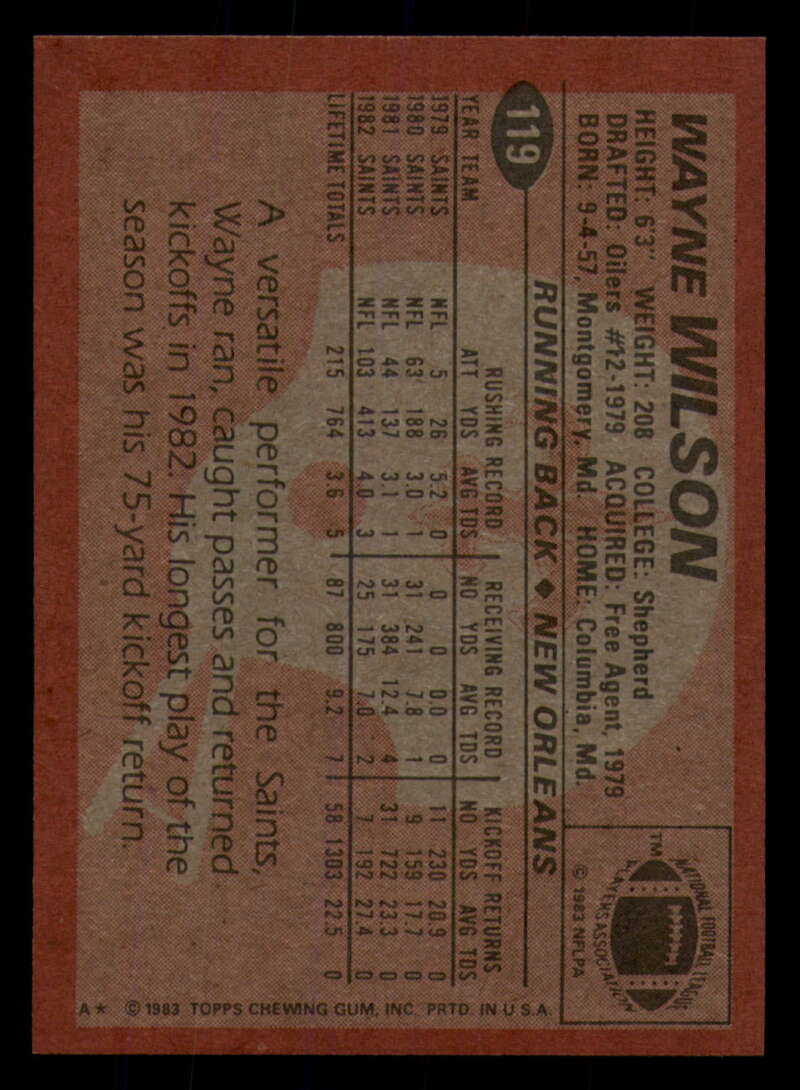 WAYNE WILSON
HEIGHT: 6'3" WEIGHT: 208 COLLEGE: Shepherd
DRAFTED: Oilers #12-1979 ACQUIRED: Free Agent, 1979
BORN: 9-4-57, Montgomery, Md. HOME: Columbia, Md.
NATIONAL FOOTBALL LEAGUE
PLAYERS ASSOCIATION
TM
© 1983 NFLPA
119
RUNNING BACK ◆ NEW ORLEANS
RUSHING RECORD RECEIVING RECORD KICKOFF RETURNS
YEAR TEAM ATT YDS AVG TDS NO YDS AVG TDS NO YDS AVG TDS
1979 SAINTS NFL 5 26 5.2 0 0 0 0.0 0 11 230 20.9 0
1980 SAINTS NFL 63 188 3.0 1 31 241 7.8 1 9 159 17.7 0
1981 SAINTS NFL 44 137 3.1 1 31 384 12.4 4 31 722 23.3 0
1982 SAINTS NFL 103 413 4.0 3 25 175 7.0 2 7 192 27.4 0
LIFETIME TOTALS 215 764 3.6 5 87 800 9.2 7 58 1303 22.5 0
A versatile performer for the Saints,
Wayne ran, caught passes and returned
kickoffs in 1982. His longest play of the
season was his 75-yard kickoff return.
A★ © 1983 TOPPS CHEWING GUM, INC. PRTD. IN U.S.A.